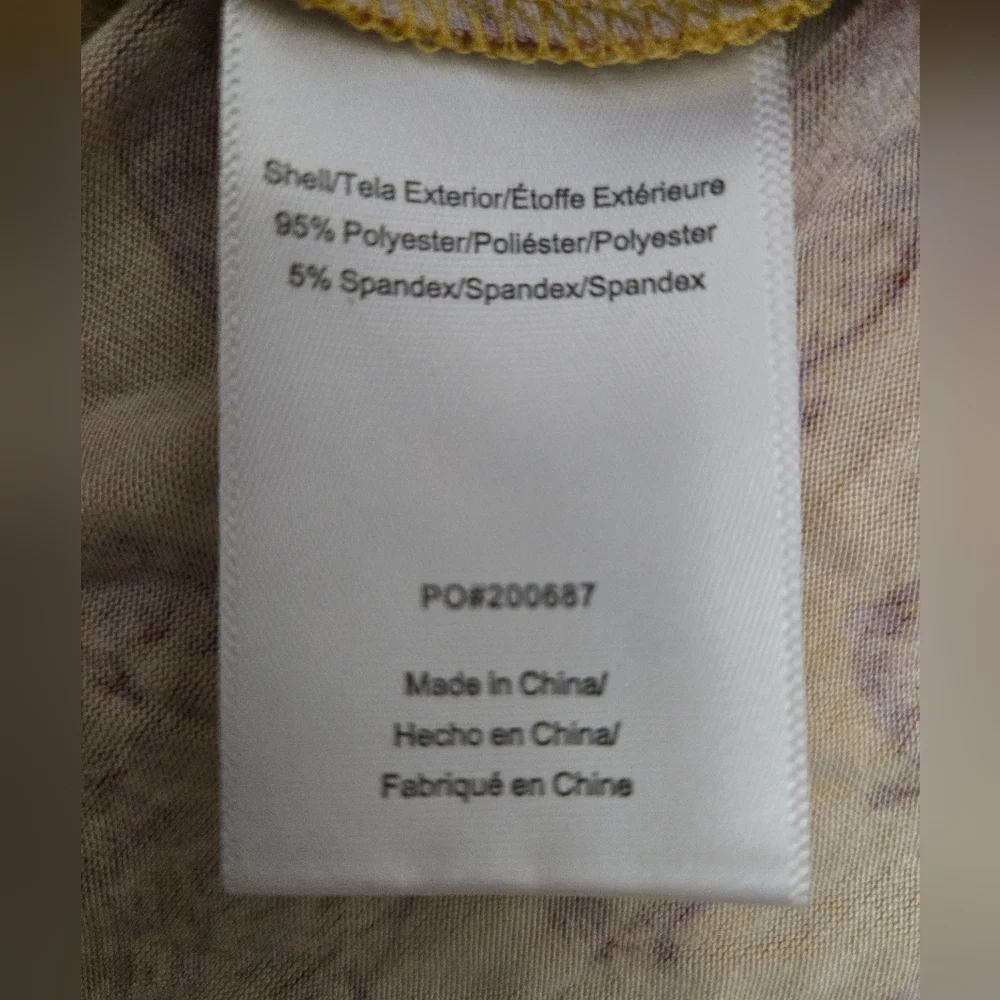 Shell/Tela Exterior/Étoffe Extérieure
95% Polyester/Poliéster/Polyester
5% Spandex/Spandex/Spandex
PO#200687
Made in China/
Hecho en China/
Fabriqué en Chine